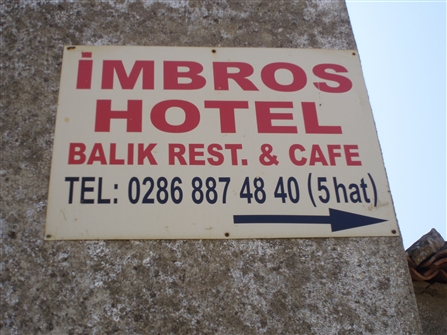 İMBROS
HOTEL
BALIK REST. & CAFE
TEL: 0286 887 48 40 (5 hat)